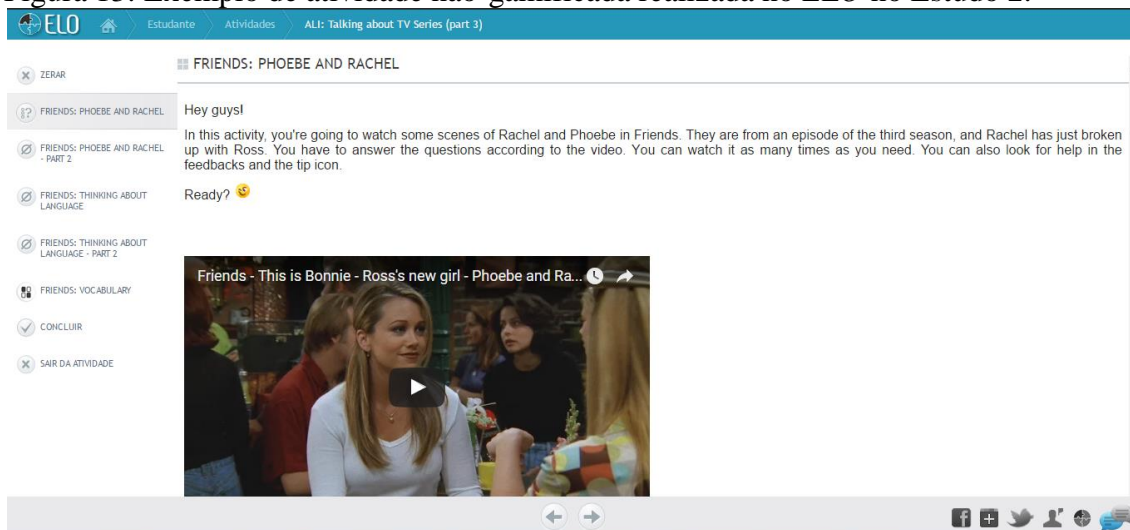 Figura 13: Exemplo de atividade não-gamificada realizada no ELO no Estudo 2.
ELO Estudante Atividades ALI: Talking about TV Series (part 3)
ZERAR
FRIENDS: PHOEBE AND RACHEL
FRIENDS: PHOEBE AND RACHEL
- PART 2
FRIENDS: THINKING ABOUT
LANGUAGE
FRIENDS: THINKING ABOUT
LANGUAGE - PART 2
FRIENDS: VOCABULARY
CONCLUIR
SAIR DA ATIVIDADE
FRIENDS: PHOEBE AND RACHEL
Hey guys!
In this activity, you're going to watch some scenes of Rachel and Phoebe in Friends. They are from an episode of the third season, and Rachel has just broken
up with Ross. You have to answer the questions according to the video. You can watch it as many times as you need. You can also look for help in the
feedbacks and the tip icon.
Ready?
Friends - This is Bonnie - Ross's new girl - Phoebe and Ra...